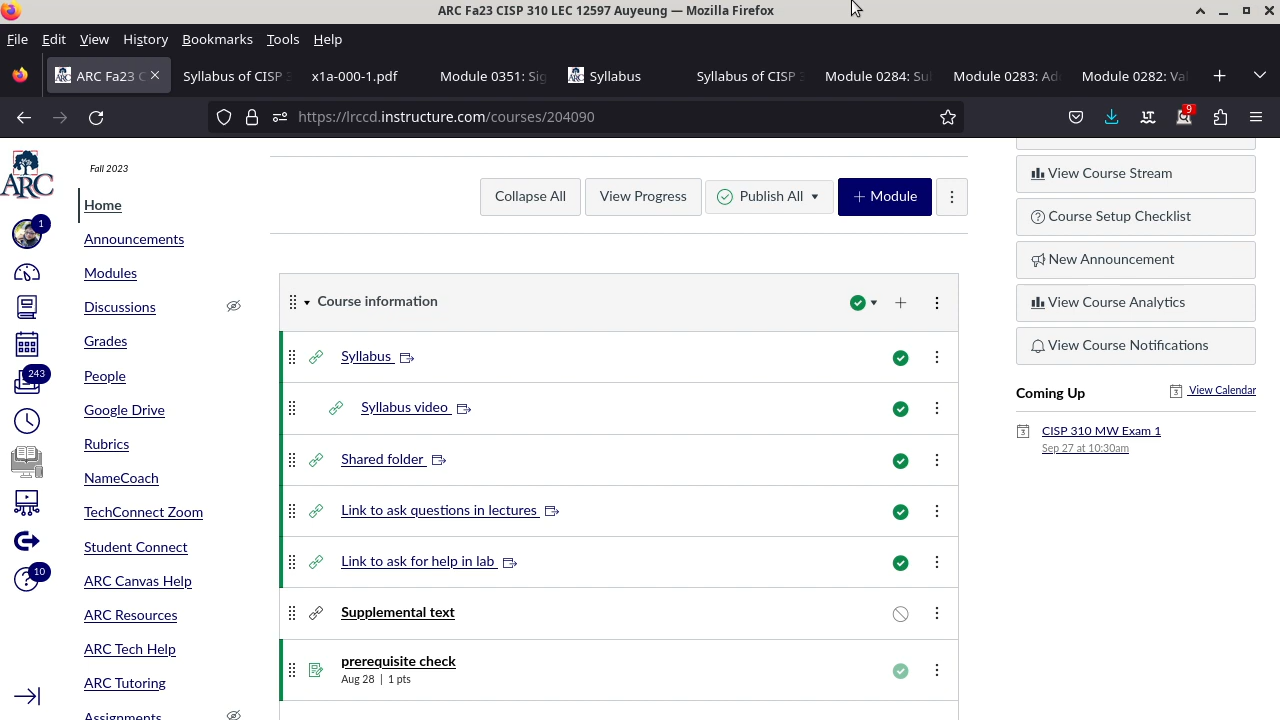 ARC Fa23 CISP 310 LEC 12597 Auyeung — Mozilla Firefox
File Edit View History Bookmarks Tools Help
ARC Fa23 C Syllabus of CISP 3 x1a-000-1.pdf Module 0351: Sig Syllabus Syllabus of CISP 3 Module 0284: Su Module 0283: Ad Module 0282: Val
https://lrccd.instructure.com/courses/204090
9
ARC
Fall 2023
1
243
10
Home
Announcements
Modules
Discussions
Grades
People
Google Drive
Rubrics
NameCoach
TechConnect Zoom
Student Connect
ARC Canvas Help
ARC Resources
ARC Tech Help
ARC Tutoring
Assignments
Collapse All View Progress Publish All + Module
Course information
Syllabus
Syllabus video
Shared folder
Link to ask questions in lectures
Link to ask for help in lab
Supplemental text
prerequisite check
Aug 28 | 1 pts
View Course Stream
Course Setup Checklist
New Announcement
View Course Analytics
View Course Notifications
Coming Up 3 View Calendar
3 CISP 310 MW Exam 1
Sep 27 at 10:30am